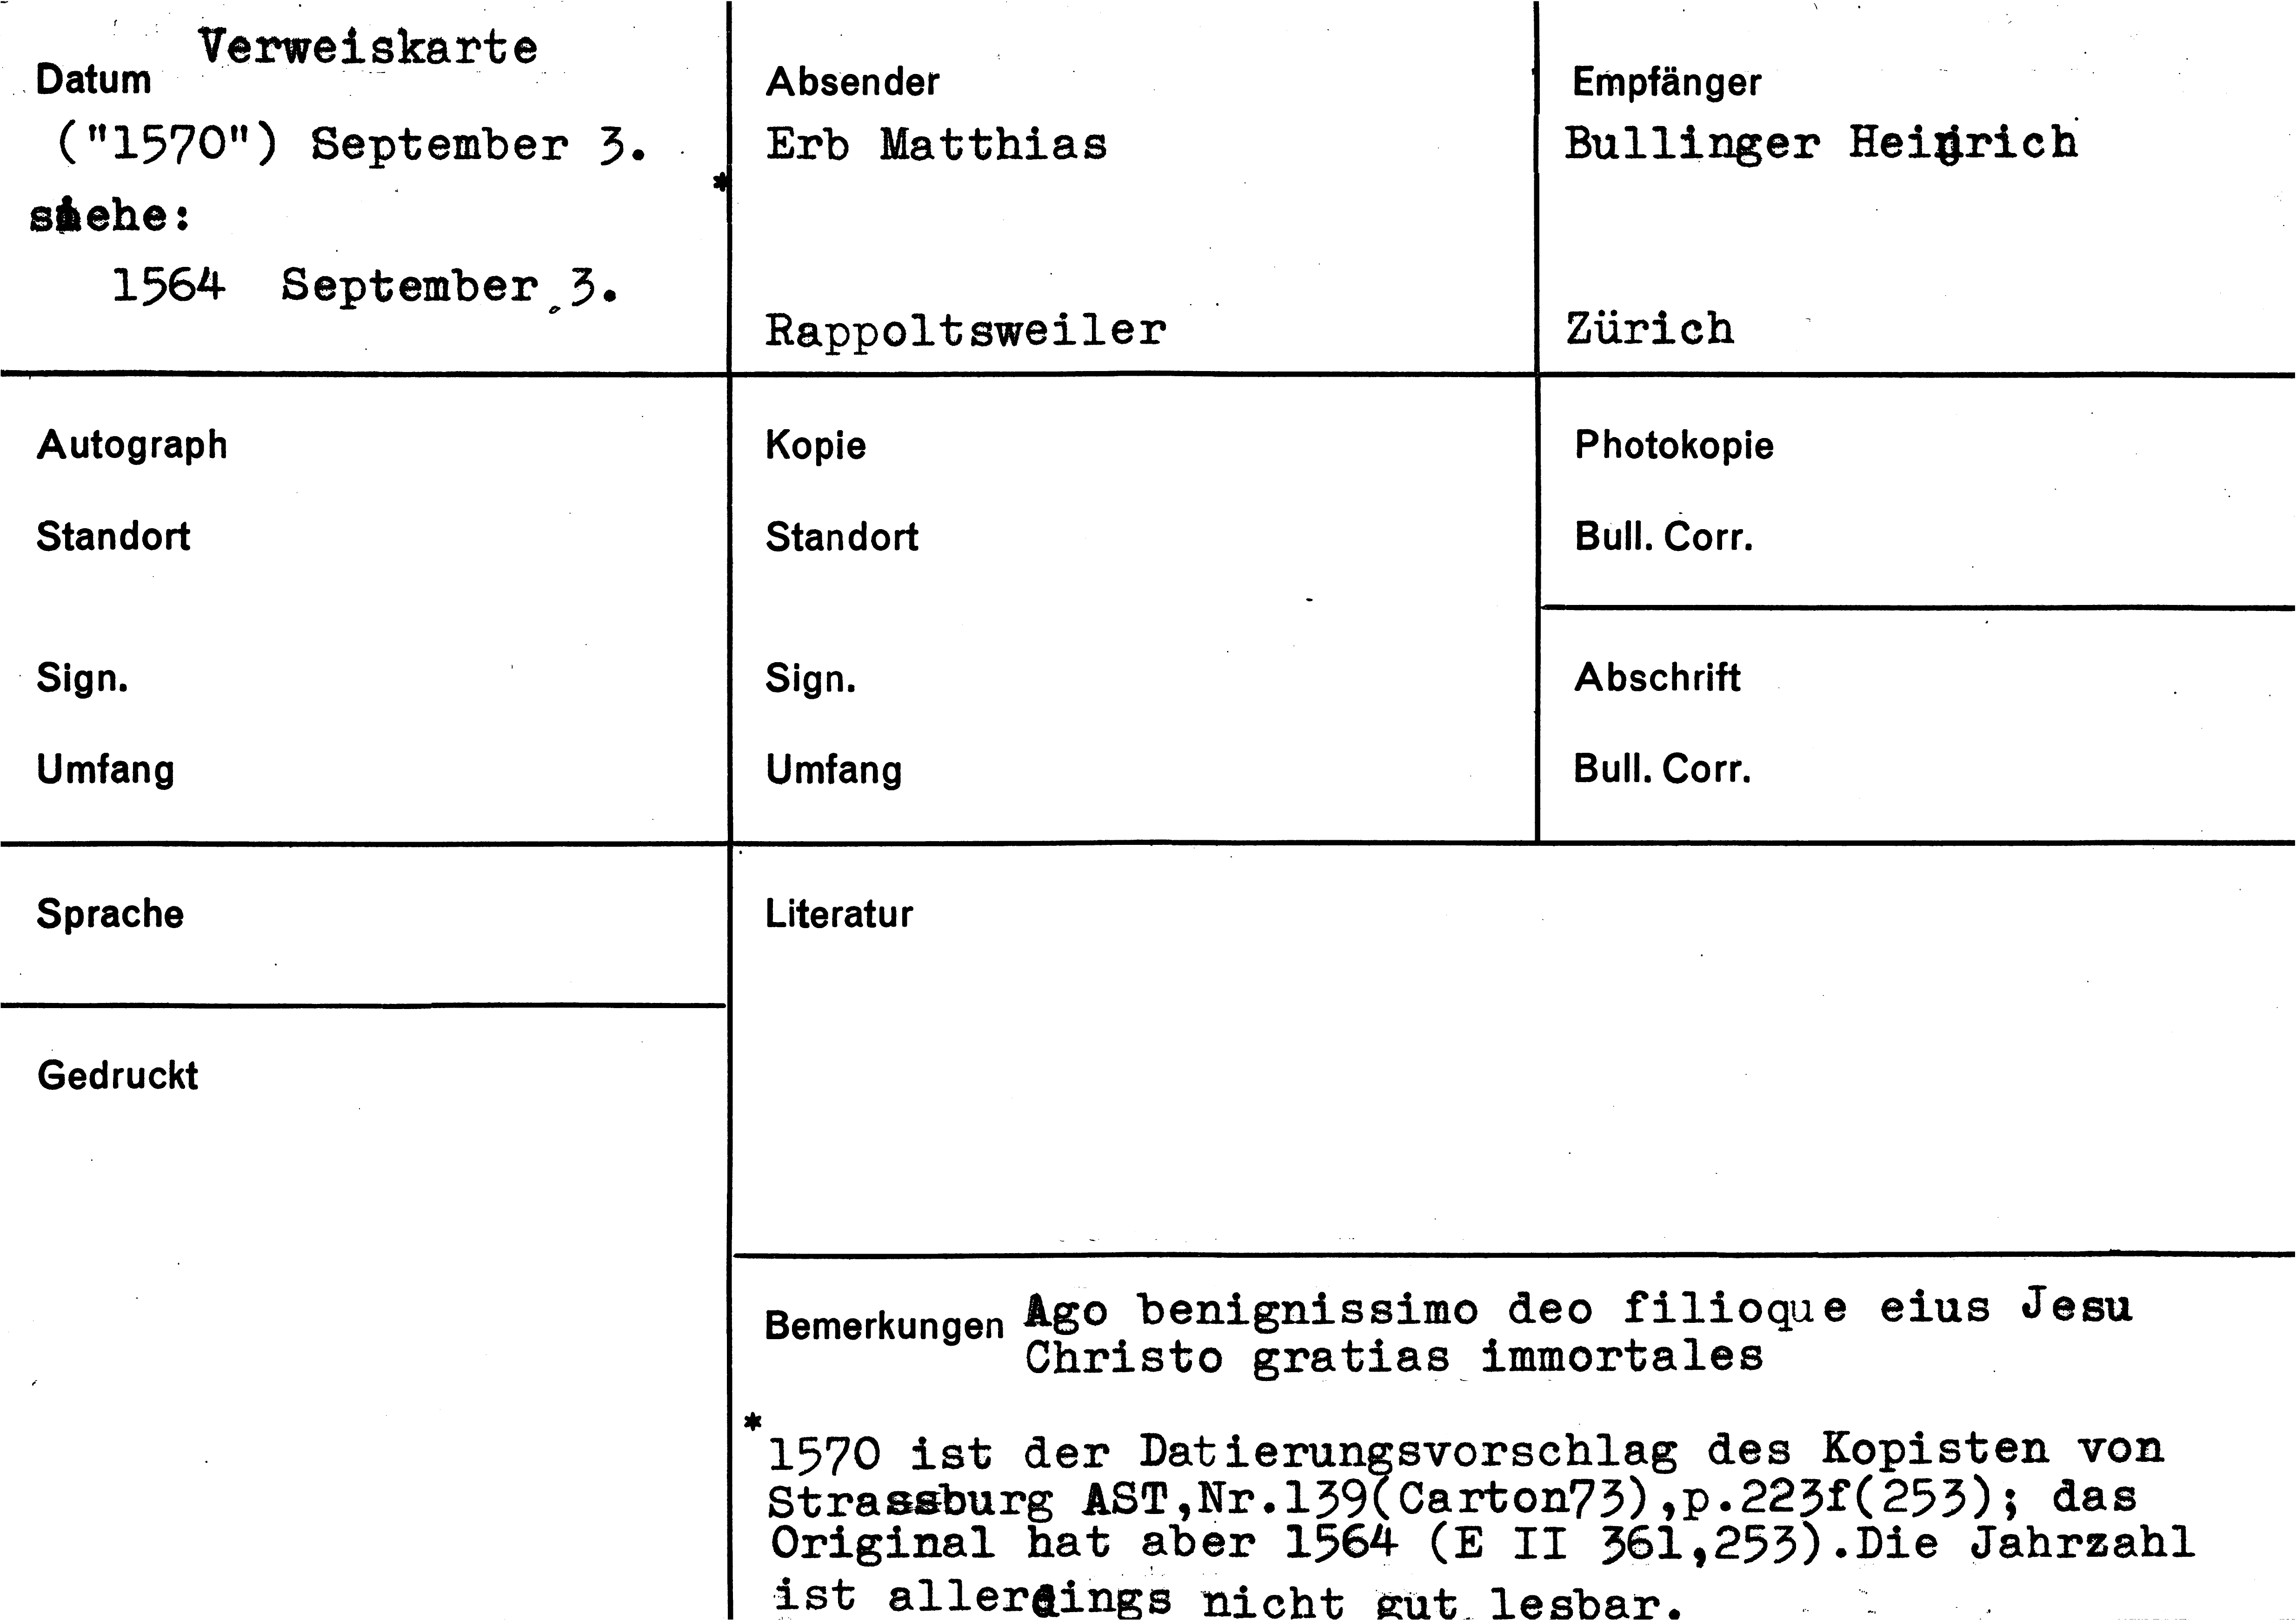 Verweiskarte
Datum
("1570") September 3. *
siehe:
1564 September 3.
Absender
Erb Matthias
Rappoltsweiler
Empfänger
Bullinger Heinrich
Zürich
Autograph
Standort
Sign.
Umfang
Kopie
Standort
Sign.
Umfang
Photokopie
Bull. Corr.
Abschrift
Bull. Corr.
Sprache
Gedruckt
Literatur
Bemerkungen Ago benignissimo deo filioque eius Jesu
Christo gratias immortales
*
1570 ist der Datierungsvorschlag des Kopisten von
Strassburg AST,Nr.139(Carton73),p.223f(253); das
Original hat aber 1564 (E II 361,253).Die Jahrzahl
ist allerdings nicht gut lesbar.